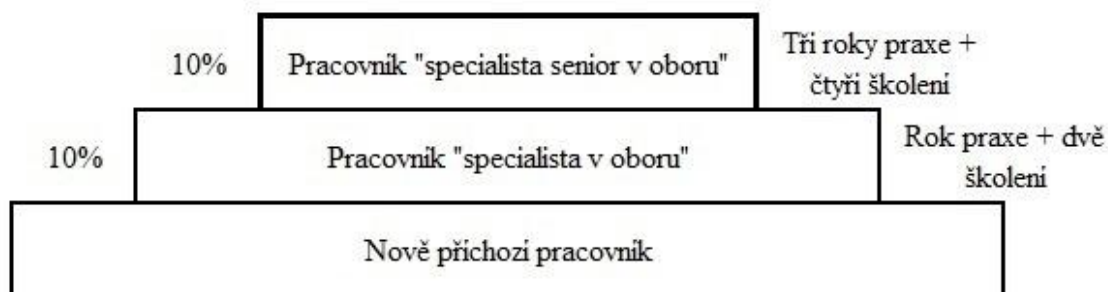 10%
Pracovník "specialista senior v oboru"
Tři roky praxe +
čtyři školení
10%
Pracovník "specialista v oboru"
Rok praxe + dvě
školení
Nově příchozí pracovník